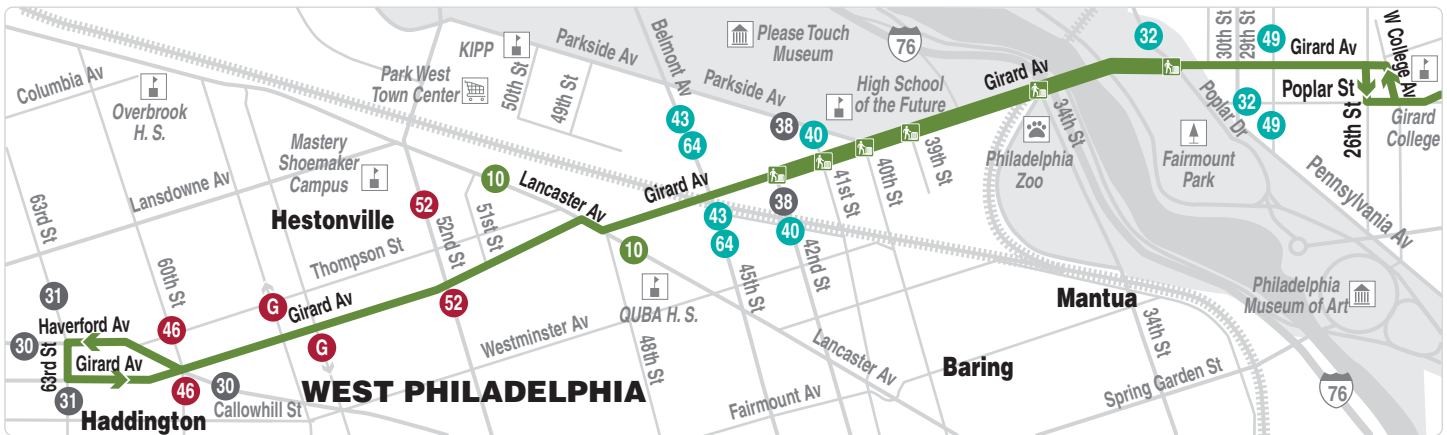 Columbia Av
Overbrook
H. S.
Lansdowne Av
63rd St
60th St
Mastery
Shoemaker
Campus
Hestonville
Park West
Town Center
KIPP
50th St
49th St
Parkside Av
Belmont Av
Please Touch
Museum
76
Parkside Av
High School
of the Future
Girard Av
32
30th St
29th St
49
Girard Av
W College Av
Poplar St
26th St
32
49
Girard
College
Poplar Dr
Fairmount
Park
Pennsylvania Av
Philadelphia
Museum of Art
34th St
Philadelphia
Zoo
43
64
38
40
39th St
40th St
41st St
10
Lancaster Av
Girard Av
43
64
38
40
42nd St
45th St
52
52nd St
51st St
Thompson St
10
QUBA H. S.
48th St
Westminster Av
52
Girard Av
G
G
31
Haverford Av
30
63rd St
Girard Av
46
46
31
30
Haddington
Callowhill St
WEST PHILADELPHIA
Fairmount Av
Lancaster Av
Baring
Mantua
34th St
Spring Garden St
76